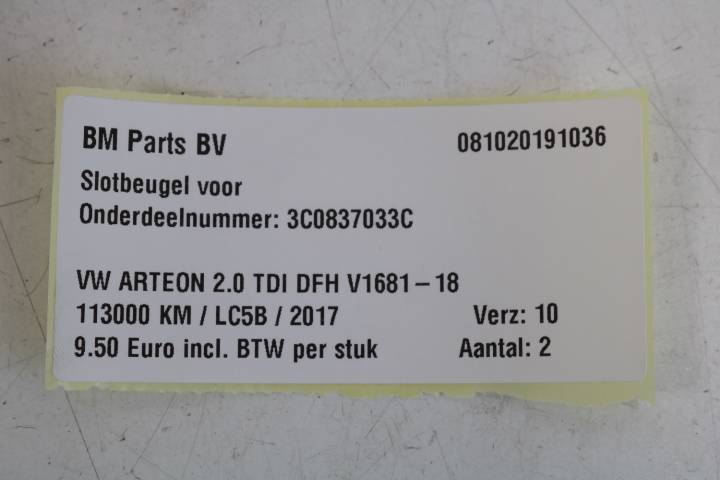 BM Parts BV 081020191036
Slotbeugel voor
Onderdeelnummer: 3C0837033C
VW ARTEON 2.0 TDI DFH V1681-18
113000 KM / LC5B / 2017 Verz: 10
9.50 Euro incl. BTW per stuk Aantal: 2